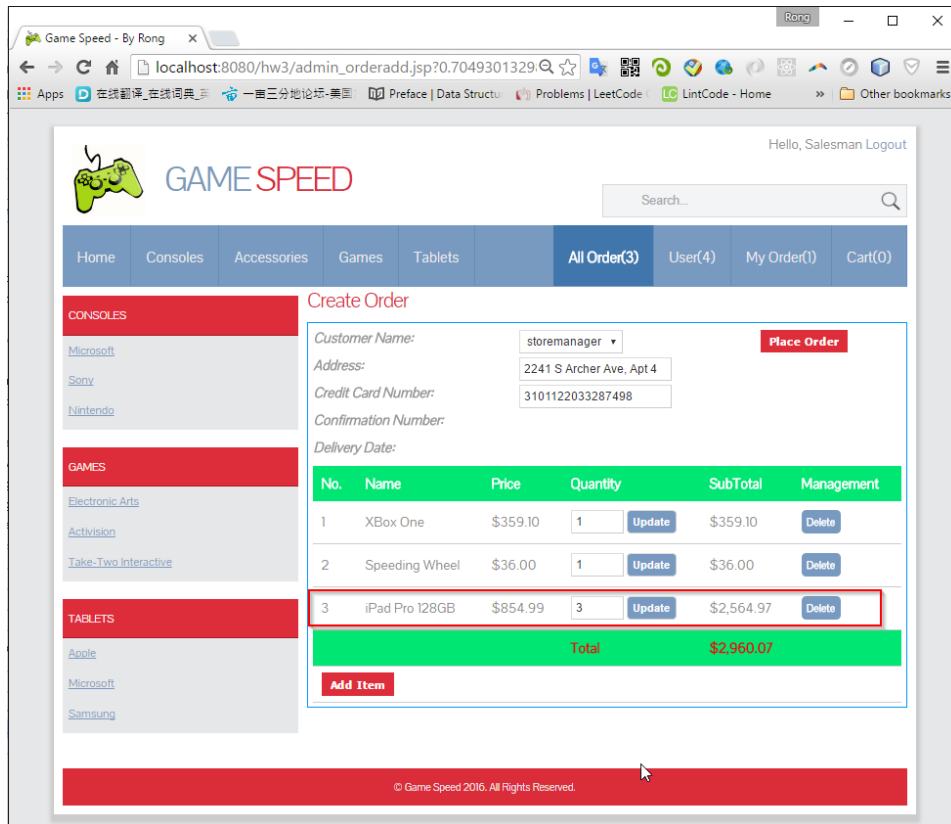 Rong
Game Speed - By Rong
localhost:8080/hw3/admin_orderadd.jsp?0.7049301329
Apps 在线翻译_在线词典_英 一亩三分地论坛-美国 Preface | Data Structu Problems | LeetCode LintCode - Home » Other bookmarks
Hello, Salesman Logout
GAME SPEED
Search...
Home Consoles Accessories Games Tablets All Order(3) User(4) My Order(1) Cart(0)
CONSOLES
Microsoft
Sony
Nintendo
GAMES
Electronic Arts
Activision
Take-Two Interactive
TABLETS
Apple
Microsoft
Samsung
Create Order
Customer Name: storemanager Place Order
Address: 2241 S Archer Ave, Apt 4
Credit Card Number: 3101122033287498
Confirmation Number:
Delivery Date:
No. Name Price Quantity SubTotal Management
1 XBox One $359.10 1 Update $359.10 Delete
2 Speeding Wheel $36.00 1 Update $36.00 Delete
3 iPad Pro 128GB $854.99 3 Update $2,564.97 Delete
Total $2,960.07
Add Item
© Game Speed 2016. All Rights Reserved.